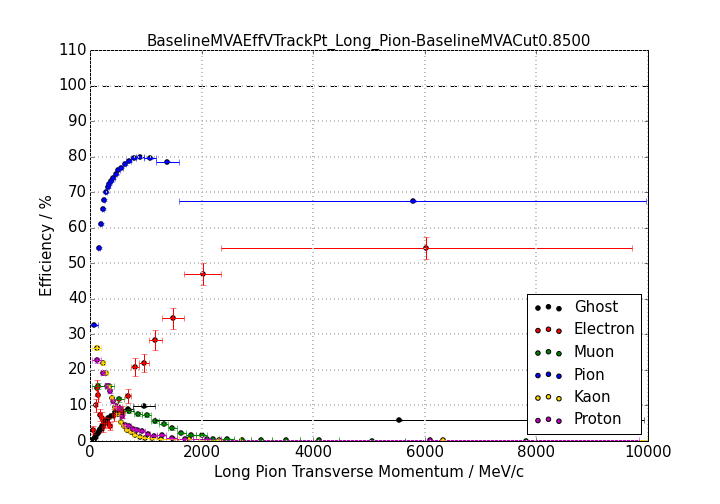 BaselineMVAEffVTrackPt_Long_Pion-BaselineMVACut0.8500
110
100
90
80
70
60
50
40
30
20
10
0
Efficiency / %
Ghost
Electron
Muon
Pion
Kaon
Proton
0 2000 4000 6000 8000 10000
Long Pion Transverse Momentum / MeV/c